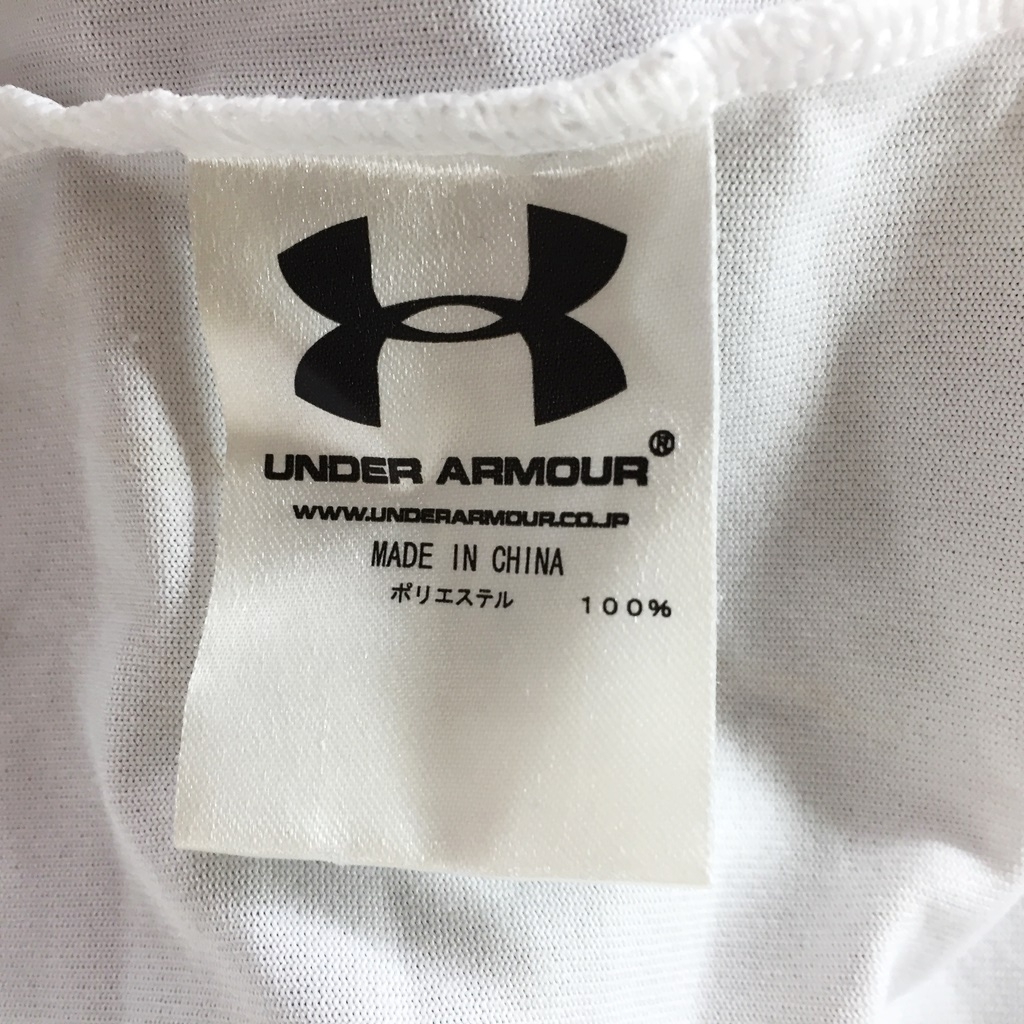 UNDER ARMOUR®
WWW.UNDERARMOUR.CO.JP
MADE IN CHINA
ポリエステル 100%